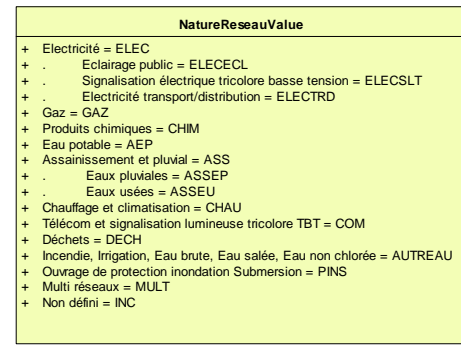 NatureReseauValue
+ Electricité = ELEC
+ . Eclairage public = ELECECL
+ . Signalisation électrique tricolore basse tension = ELECSLT
+ . Electricité transport/distribution = ELECTRD
+ Gaz = GAZ
+ Produits chimiques = CHIM
+ Eau potable = AEP
+ Assainissement et pluvial = ASS
+ . Eaux pluviales = ASSEP
+ . Eaux usées = ASSEU
+ Chauffage et climatisation = CHAU
+ Télécom et signalisation lumineuse tricolore TBT = COM
+ Déchets = DECH
+ Incendie, Irrigation, Eau brute, Eau salée, Eau non chlorée = AUTREAU
+ Ouvrage de protection inondation Submersion = PINS
+ Multi réseaux = MULT
+ Non défini = INC